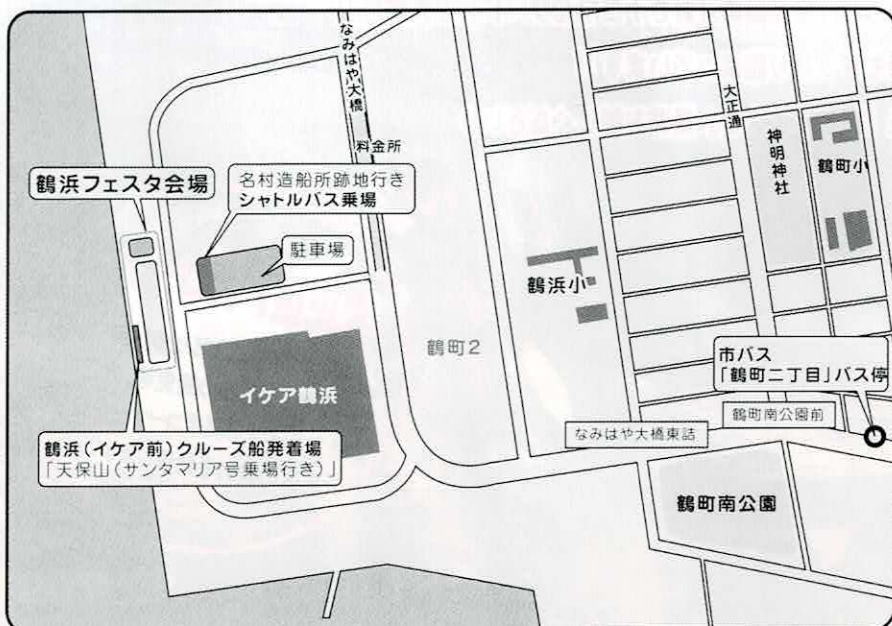 なみはや大橋
料金所
大正通
神明神社
鶴町小
鶴浜フェスタ会場
名村造船所跡地行き
シャトルバス乗場
駐車場
鶴浜小
鶴町2
イケア鶴浜
市バス
「鶴町二丁目」バス停
鶴町南公園前
なみはや大橋東詰
鶴浜(イケア前)クルーズ船発着場
「天保山(サンタマリア号乗場行き)」
鶴町南公園